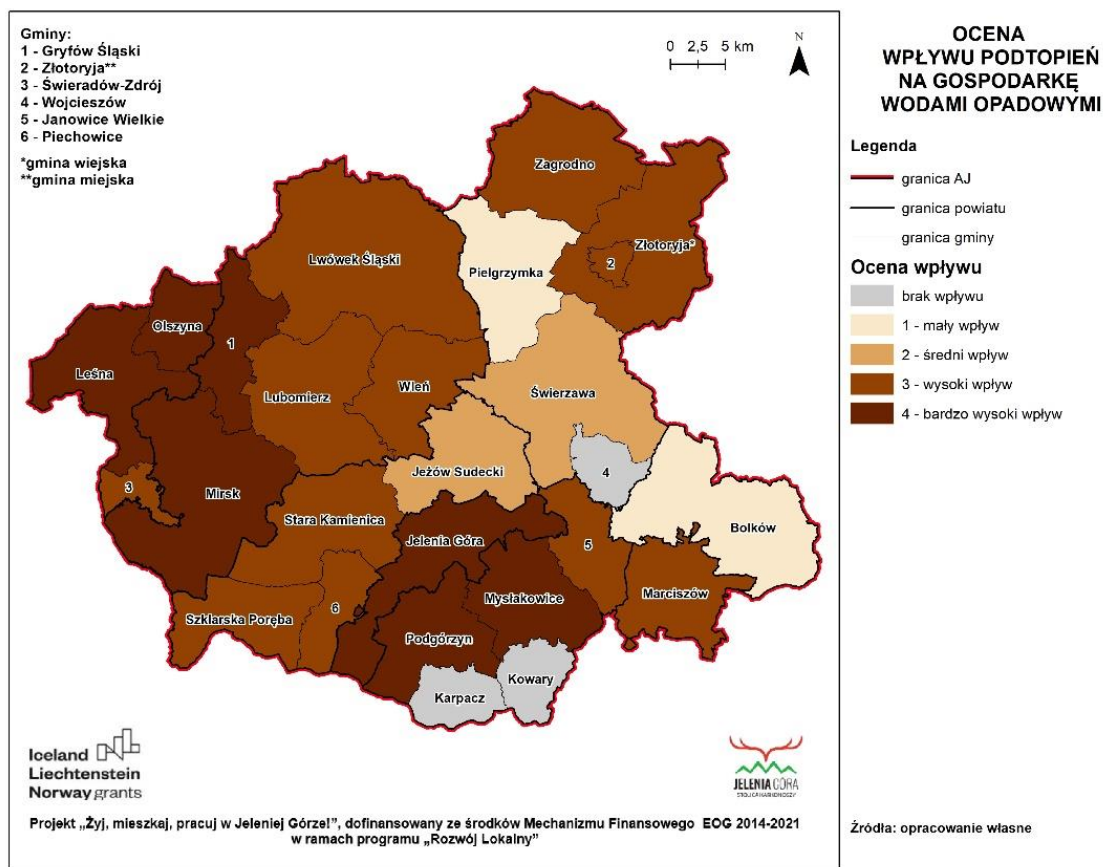 Gminy:
1 - Gryfów Śląski
2 - Złotoryja**
3 - Świeradów-Zdrój
4 - Wojcieszów
5 - Janowice Wielkie
6 - Piechowice
*gmina wiejska
**gmina miejska
0 2,5 5 km
N
Zagrodno
Złotoryja*
2
Lwówek Śląski
Pielgrzymka
Olszyna
1
Leśna
Lubomierz
Wleń
Świerzawa
Jeżów Sudecki
4
3
Mirsk
Stara Kamienica
Bolków
Jelenia Góra
5
Marciszów
Mysłakowice
6
Szklarska Poręba
Podgórzyn
Kowary
Karpacz
Iceland
Liechtenstein
Norway grants
JELENIA GÓRA
STOLICA KARKONOSZY
Projekt „Żyj, mieszkaj, pracuj w Jeleniej Górze!”, dofinansowany ze środków Mechanizmu Finansowego EOG 2014-2021
w ramach programu „Rozwój Lokalny”
OCENA
WPŁYWU PODTOPIEŃ
NA GOSPODARKĘ
WODAMI OPADOWYMI
Legenda
granica AJ
granica powiatu
granica gminy
Ocena wpływu
brak wpływu
1 - mały wpływ
2 - średni wpływ
3 - wysoki wpływ
4 - bardzo wysoki wpływ
Źródła: opracowanie własne